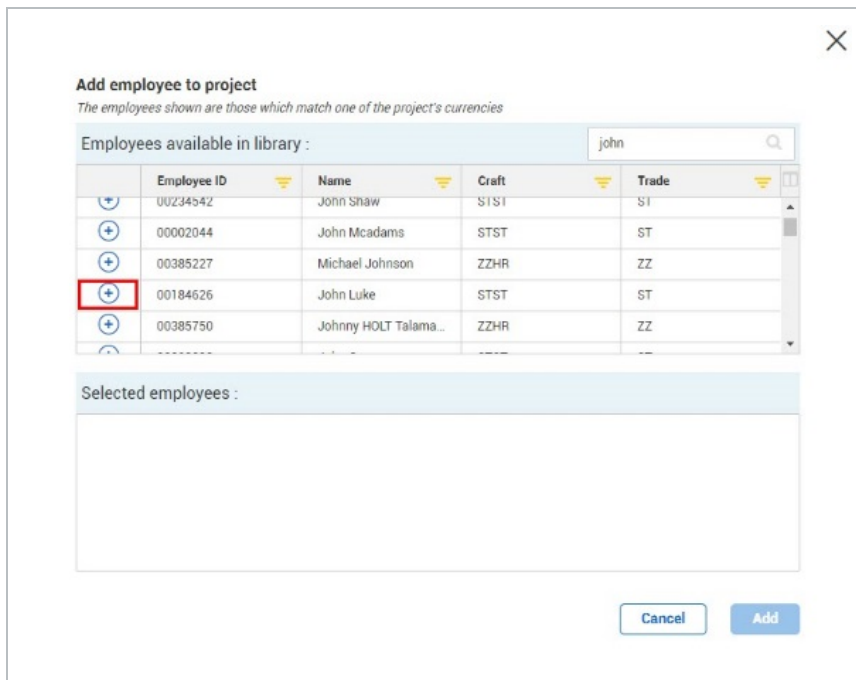 Add employee to project
The employees shown are those which match one of the project's currencies
Employees available in library :
john
Employee ID Name Craft Trade
00234542 John Shaw STST ST
00002044 John Mcadams STST ST
00385227 Michael Johnson ZZHR ZZ
00184626 John Luke STST ST
00385750 Johnny HOLT Talama... ZZHR ZZ
Selected employees :
Cancel Add